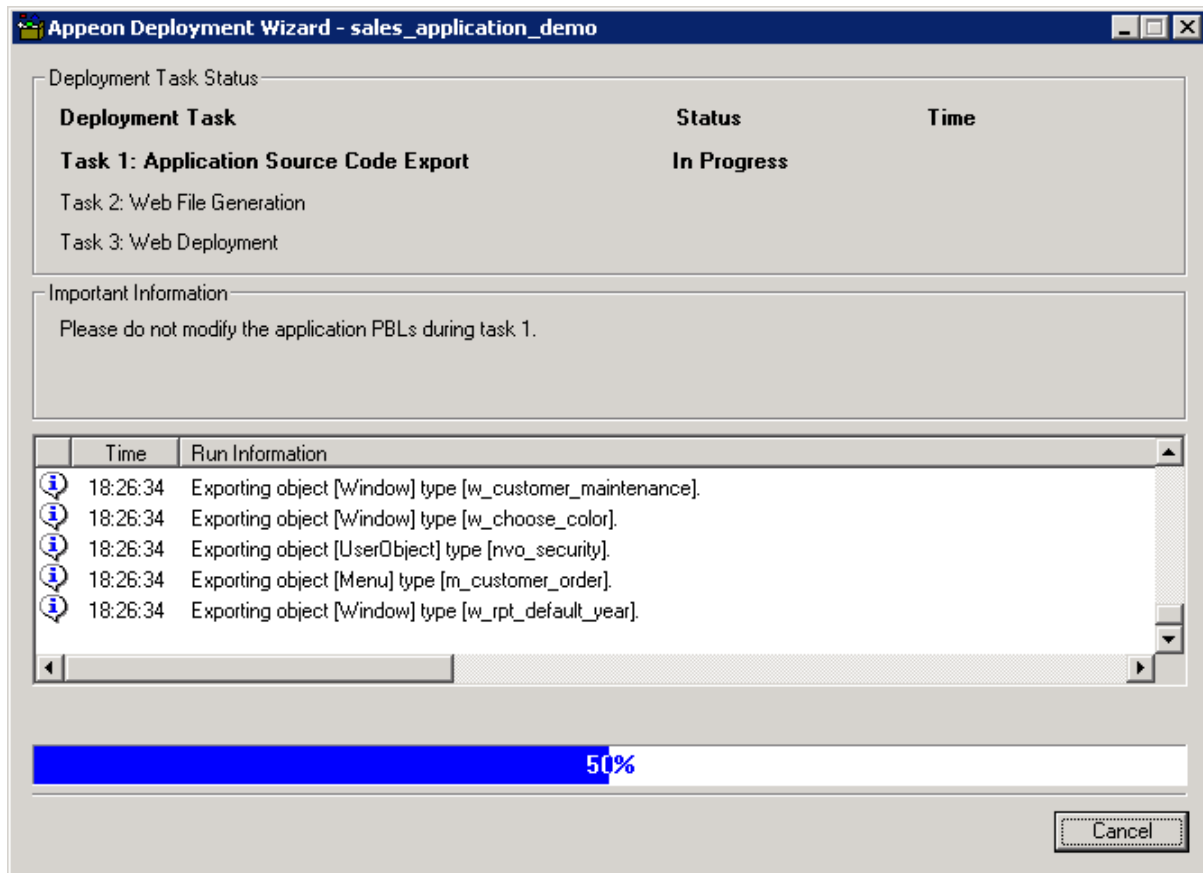 Appeon Deployment Wizard - sales_application_demo
Deployment Task Status
Deployment Task Status Time
Task 1: Application Source Code Export In Progress
Task 2: Web File Generation
Task 3: Web Deployment
Important Information
Please do not modify the application PBLs during task 1.
Time Run Information
18:26:34 Exporting object [Window] type [w_customer_maintenance].
18:26:34 Exporting object [Window] type [w_choose_color].
18:26:34 Exporting object [UserObject] type [nvo_security].
18:26:34 Exporting object [Menu] type [m_customer_order].
18:26:34 Exporting object [Window] type [w_rpt_default_year].
50%
Cancel